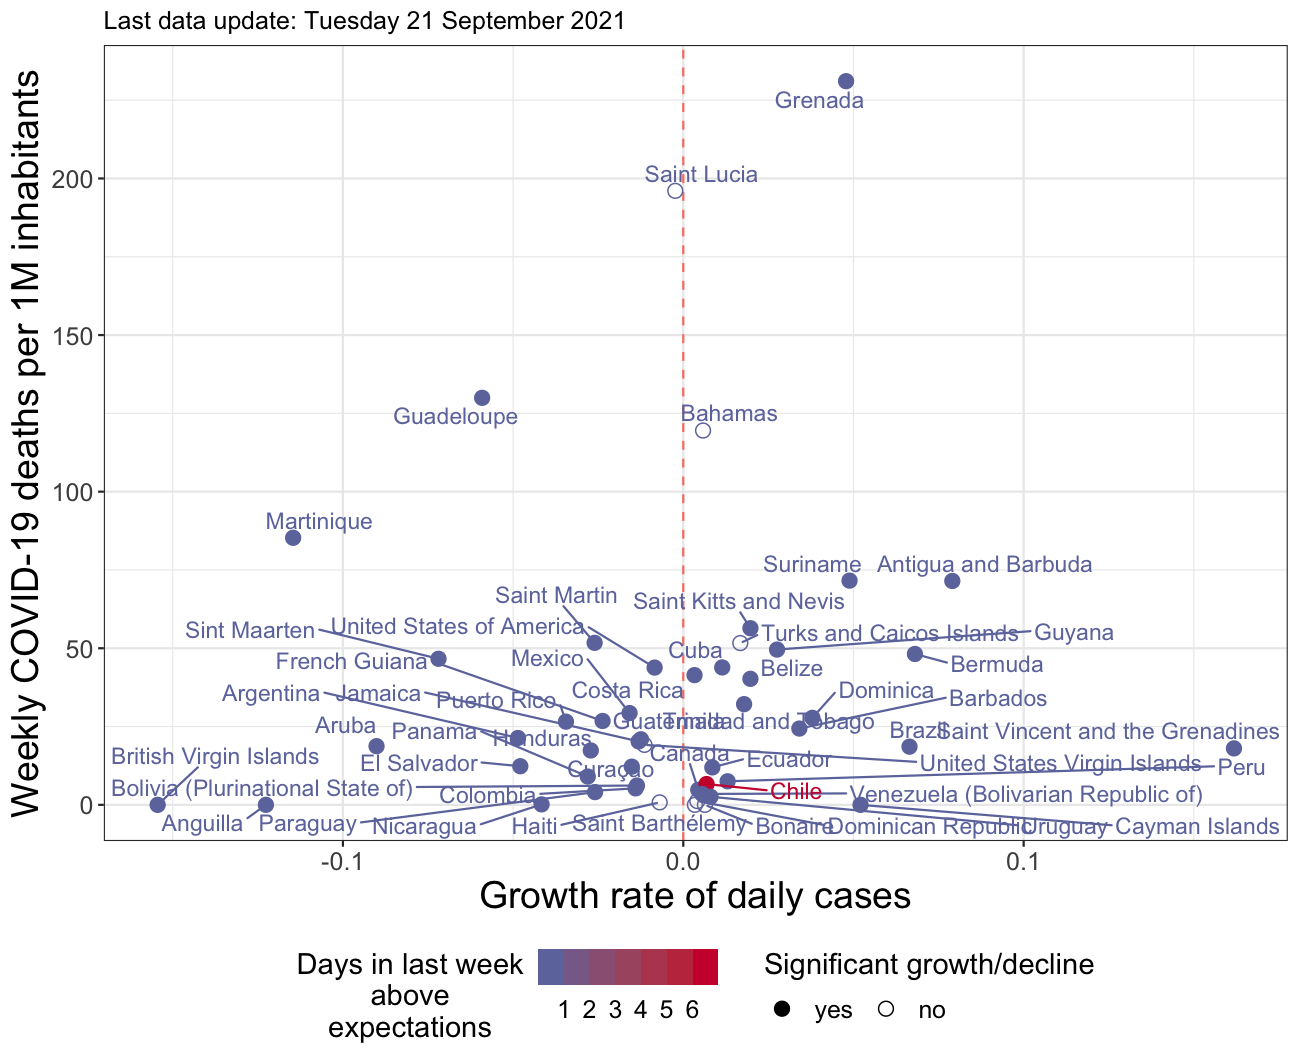 Last data update: Tuesday 21 September 2021
Weekly COVID-19 deaths per 1M inhabitants
Grenada
200
Saint Lucia
150
Guadeloupe
Bahamas
100
Martinique
Suriname
Antigua and Barbuda
Saint Martin
Saint Kitts and Nevis
Sint Maarten
United States of America
Turks and Caicos Islands
Guyana
50
French Guiana
Mexico
Cuba
Belize
Bermuda
Argentina
Jamaica
Puerto Rico
Costa Rica
Dominica
Barbados
Aruba
Panama
Honduras
Guatemala
Trinidad and Tobago
Brazil
Saint Vincent and the Grenadines
British Virgin Islands
El Salvador
Curaçao
Canada
Ecuador
United States Virgin Islands
Peru
Bolivia (Plurinational State of)
Colombia
Chile
Venezuela (Bolivarian Republic of)
0
Anguilla
Paraguay
Nicaragua
Haiti
Saint Barthélemy
Bonaire
Dominican Republic
Uruguay
Cayman Islands
-0.1
0.0
0.1
Growth rate of daily cases
Days in last week
above
expectations
1 2 3 4 5 6
Significant growth/decline
yes
no